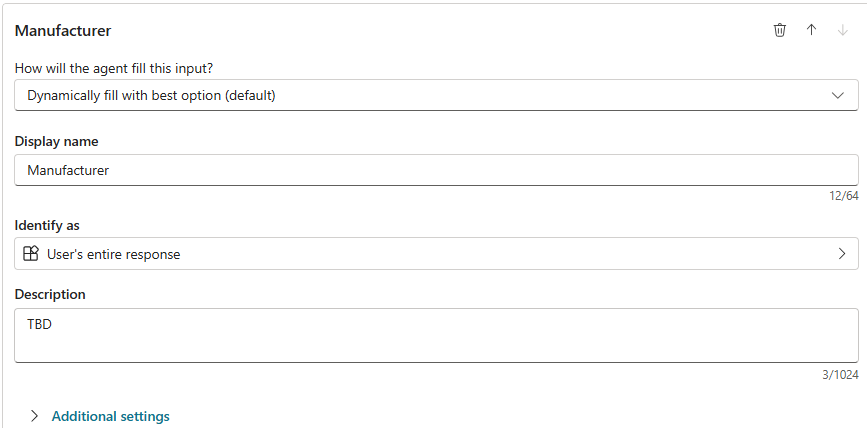 Manufacturer
How will the agent fill this input?
Dynamically fill with best option (default)
Display name
Manufacturer
12/64
Identify as
User's entire response
Description
TBD
3/1024
Additional settings